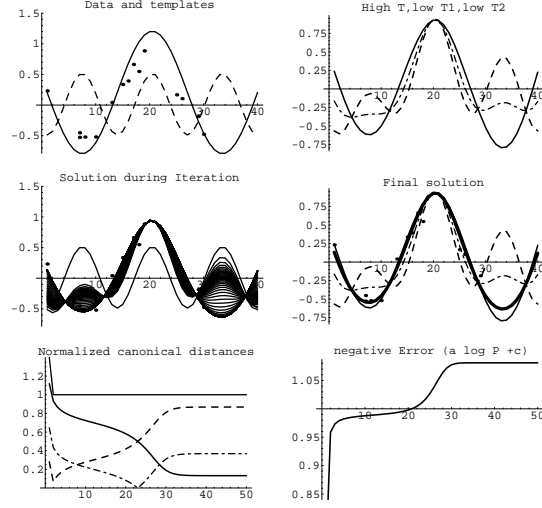 Data and templates
1.5
1
0.5
-0.5
10 20 30 40
High T,low T1,low T2
0.75
0.5
0.25
-0.25
-0.5
-0.75
10 20 30 40
Solution during Iteration
1.5
1
0.5
-0.5
10 20 30 40
Final solution
0.75
0.5
0.25
-0.25
-0.5
-0.75
10 20 30 40
Normalized canonical distances
1.2
1
0.8
0.6
0.4
0.2
10 20 30 40 50
negative Error (a log P +c)
1.05
0.95
0.9
0.85
10 20 30 40 50